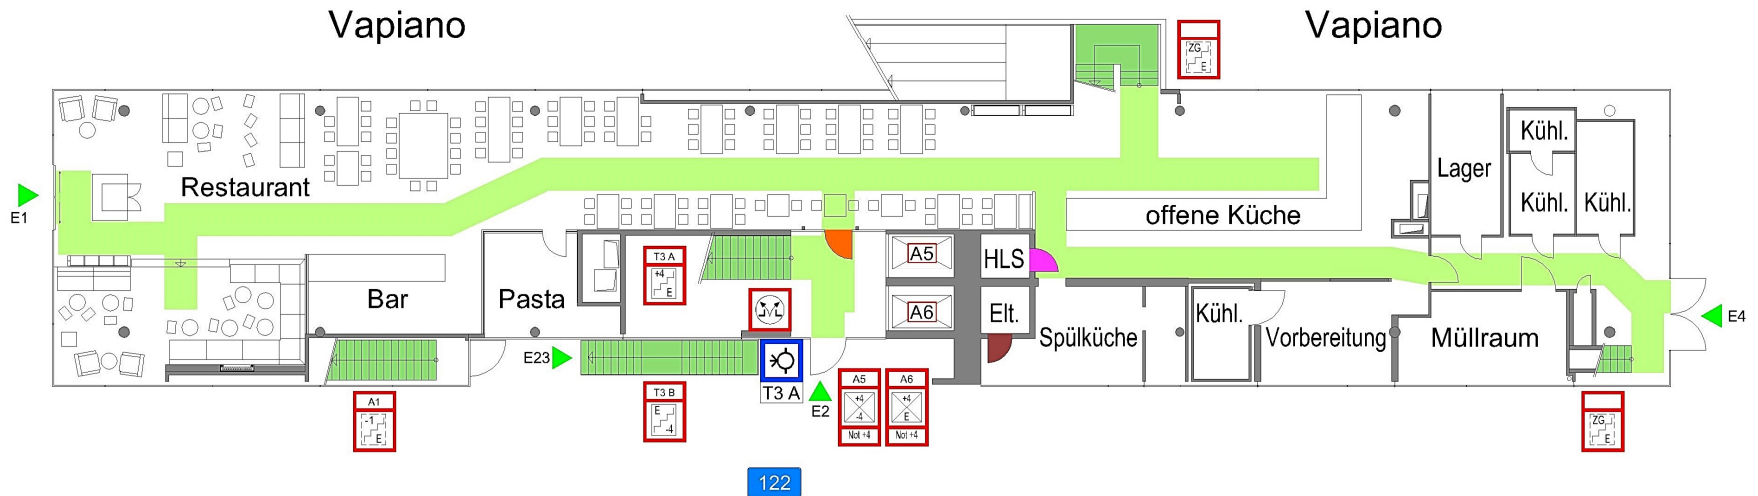 Vapiano
Vapiano
ZG
E
Kühl.
Lager
Restaurant
Kühl.
Kühl.
E1
offene Küche
T3 A
+4
E
A5
HLS
Bar
Pasta
A6
Elt.
Kühl.
Spülküche
Vorbereitung
Müllraum
E4
E23
T3 A
E2
A1
-1
E
T3 B
E
-4
A5
+4
-4
Not +4
A6
+4
E
Not +4
ZG
E
122